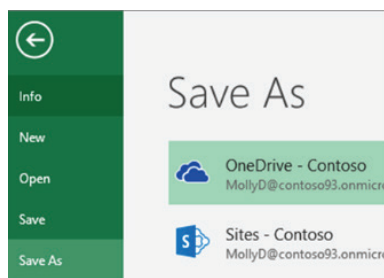 Info
New
Open
Save
Save As
Save As
OneDrive - Contoso
MollyD@contoso93.onmicr
Sites - Contoso
MollyD@contoso93.onmicr